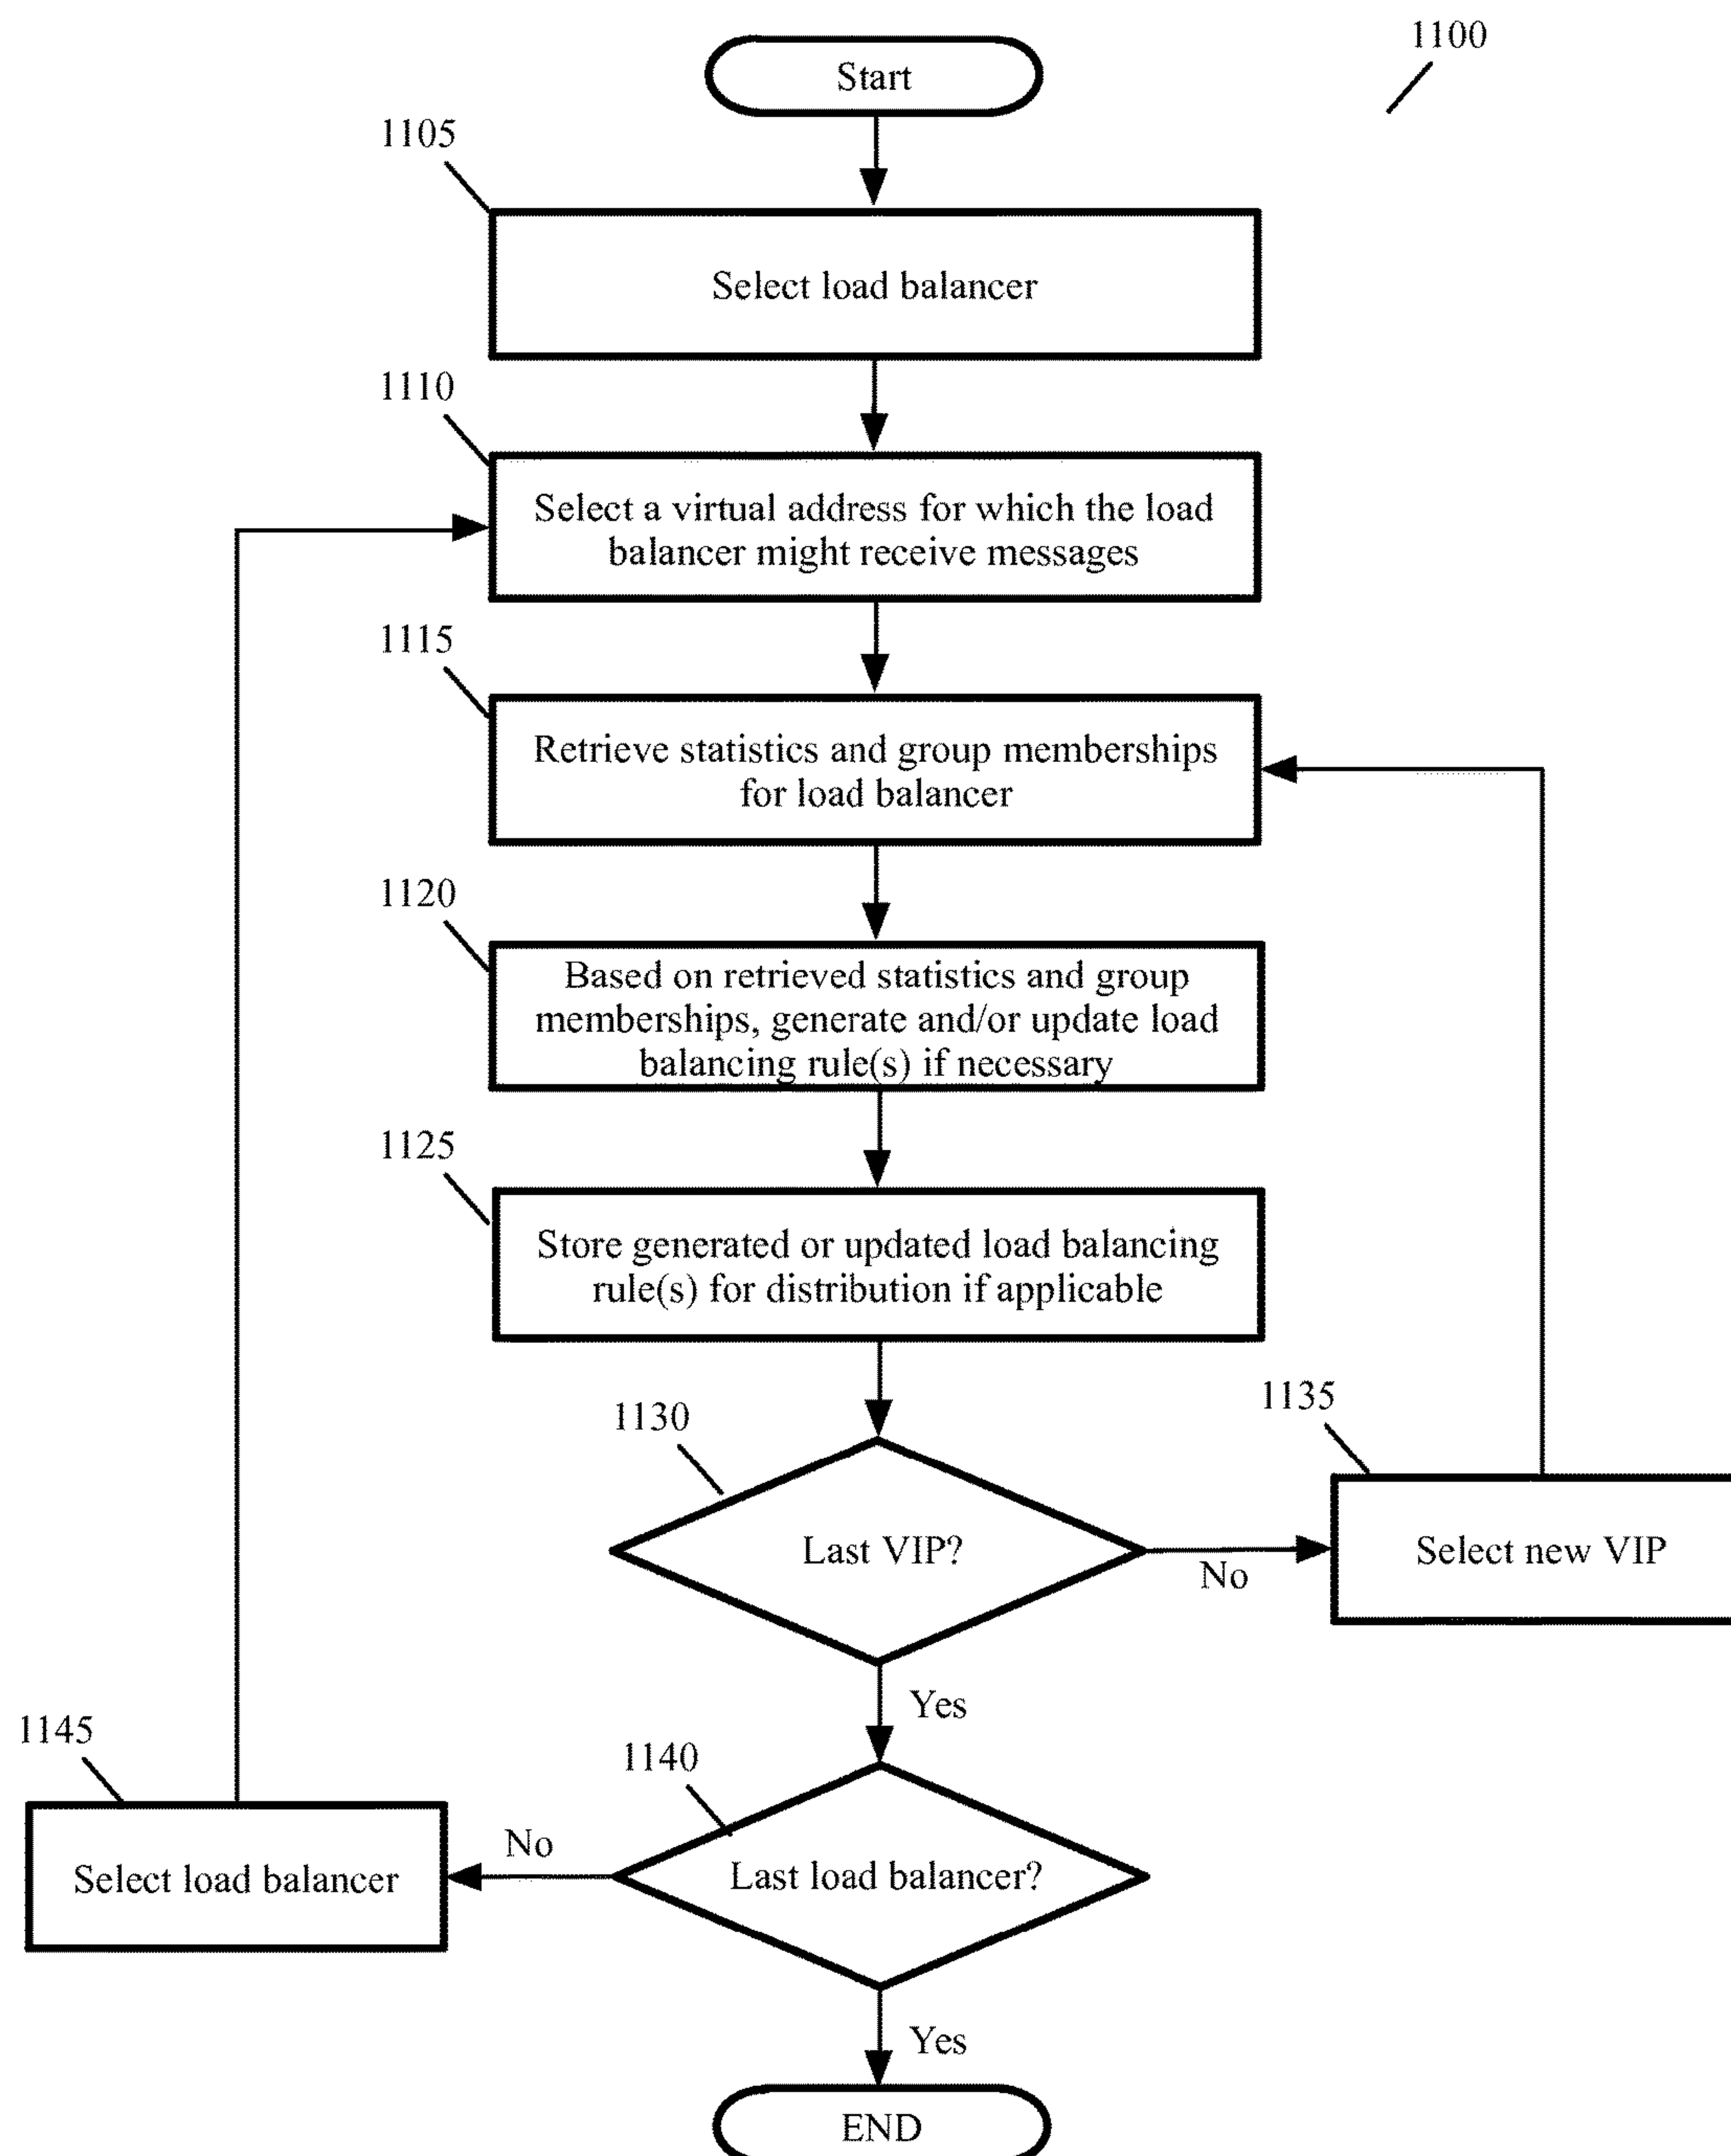 1100
Start
1105
Select load balancer
1110
Select a virtual address for which the load
balancer might receive messages
1115
Retrieve statistics and group memberships
for load balancer
1120
Based on retrieved statistics and group
memberships, generate and/or update load
balancing rule(s) if necessary
1125
Store generated or updated load balancing
rule(s) for distribution if applicable
1130
Last VIP?
No
1135
Select new VIP
Yes
1140
Last load balancer?
No
1145
Select load balancer
Yes
END